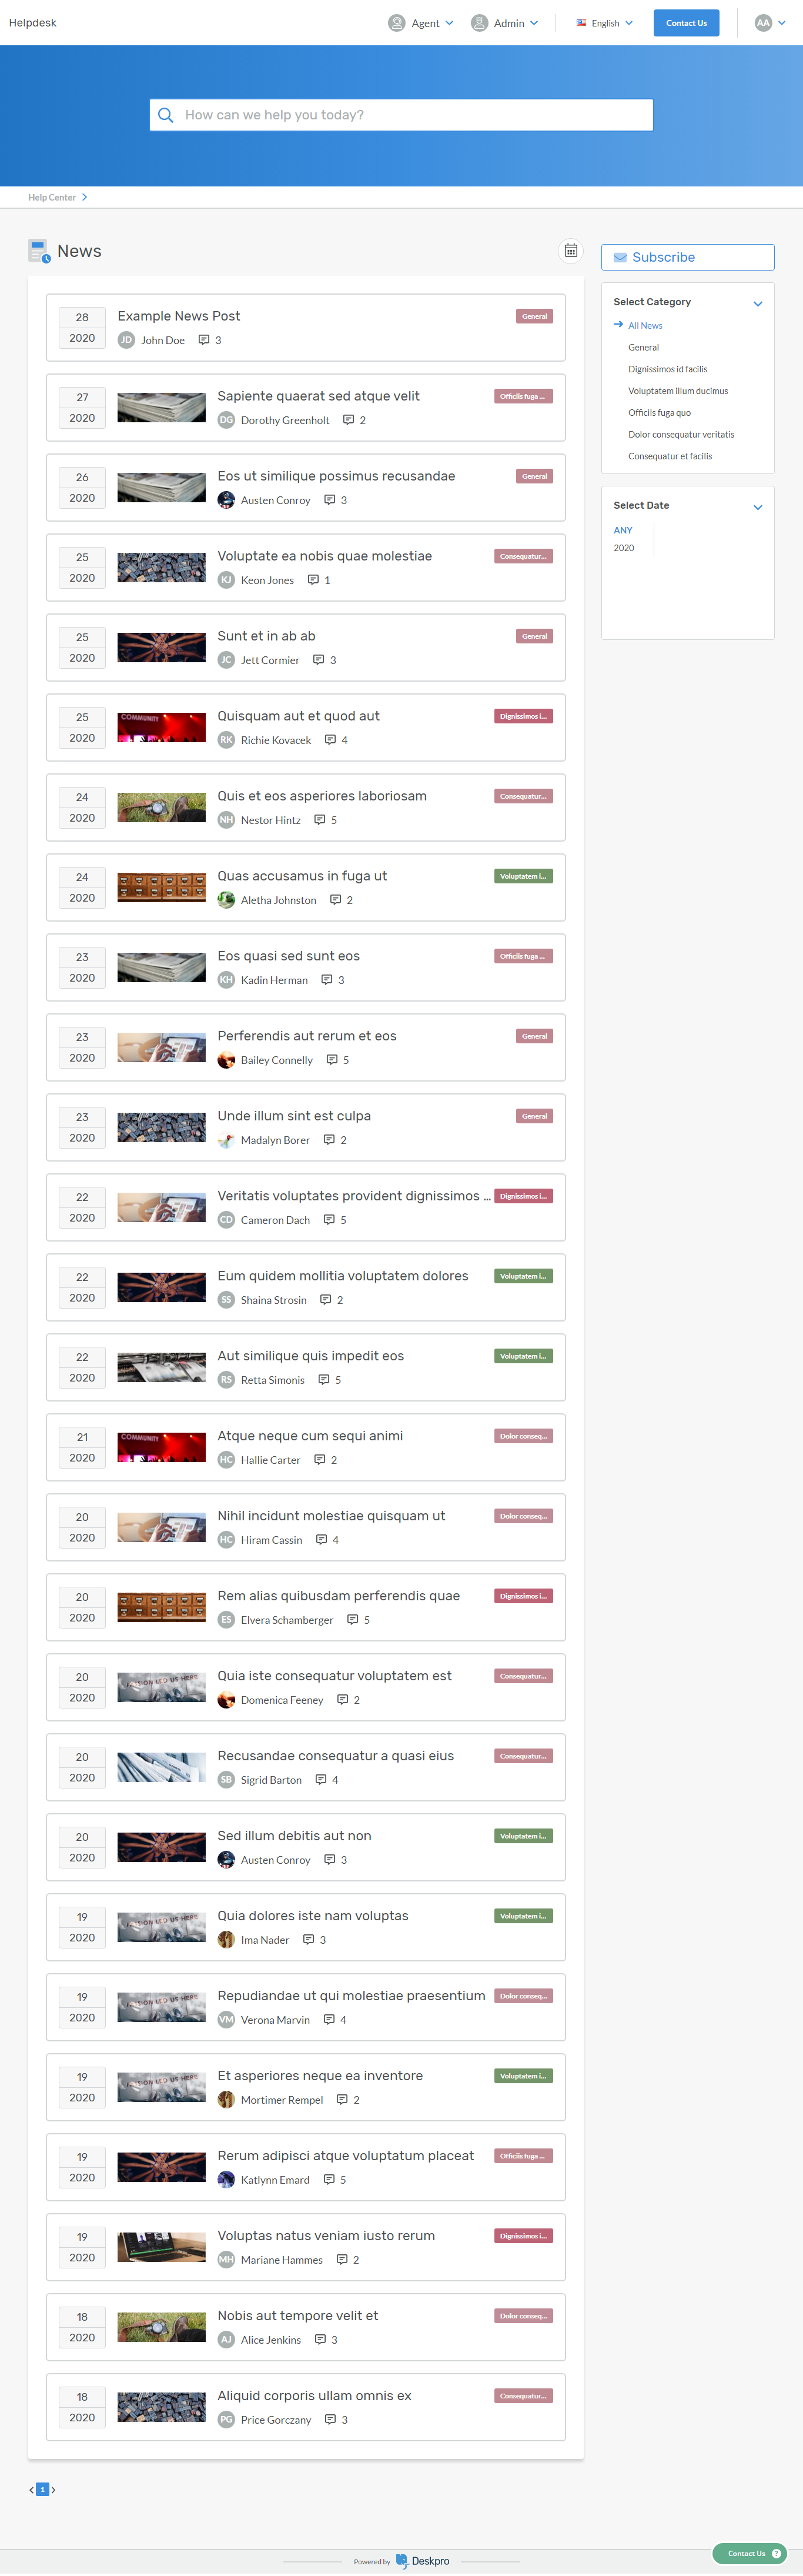 Helpdesk
Agent
Admin
English
Contact Us
AA
How can we help you today?
Help Center
News
28
2020
Example News Post
General
JD John Doe 3
27
2020
Sapiente quaerat sed atque velit
Officiis fuga ...
DG Dorothy Greenholt 2
26
2020
Eos ut similique possimus recusandae
General
Austen Conroy 3
25
2020
Voluptate ea nobis quae molestiae
Consequatur...
KJ Keon Jones 1
25
2020
Sunt et in ab ab
General
JC Jett Cormier 3
25
2020
COMMUNITY
Quisquam aut et quod aut
Dignissimos i...
RK Richie Kovacek 4
24
2020
Quis et eos asperiores laboriosam
Consequatur...
NH Nestor Hintz 5
24
2020
Quas accusamus in fuga ut
Voluptatem i...
Aletha Johnston 2
23
2020
Eos quasi sed sunt eos
Officiis fuga ...
KH Kadin Herman 3
23
2020
Perferendis aut rerum et eos
General
Bailey Connelly 5
23
2020
Unde illum sint est culpa
General
Madalyn Borer 2
22
2020
Veritatis voluptates provident dignissimos ...
Dignissimos i...
CD Cameron Dach 5
22
2020
Eum quidem mollitia voluptatem dolores
Voluptatem i...
SS Shaina Strosin 2
22
2020
Aut similique quis impedit eos
Voluptatem i...
RS Retta Simonis 5
21
2020
COMMUNITY
Atque neque cum sequi animi
Dolor conseq...
HC Hallie Carter 2
20
2020
Nihil incidunt molestiae quisquam ut
Dolor conseq...
HC Hiram Cassin 4
20
2020
Rem alias quibusdam perferendis quae
Dignissimos i...
ES Elvera Schamberger 5
20
2020
LED US HERE
Quia iste consequatur voluptatem est
Consequatur...
Domenica Feeney 2
20
2020
Recusandae consequatur a quasi eius
Consequatur...
SB Sigrid Barton 4
20
2020
Sed illum debitis aut non
Voluptatem i...
Austen Conroy 3
19
2020
LED US HERE
Quia dolores iste nam voluptas
Voluptatem i...
Ima Nader 3
19
2020
LED US HERE
Repudiandae ut qui molestiae praesentium
Dolor conseq...
VM Verona Marvin 4
19
2020
LED US HERE
Et asperiores neque ea inventore
Voluptatem i...
Mortimer Rempel 2
19
2020
Rerum adipisci atque voluptatum placeat
Officiis fuga ...
Katlynn Emard 5
19
2020
Voluptas natus veniam iusto rerum
Dignissimos i...
MH Mariane Hammes 2
18
2020
Nobis aut tempore velit et
Dolor conseq...
AJ Alice Jenkins 3
18
2020
Aliquid corporis ullam omnis ex
Consequatur...
PG Price Gorczany 3
1
Subscribe
Select Category
All News
General
Dignissimos id facilis
Voluptatem illum ducimus
Officiis fuga quo
Dolor consequatur veritatis
Consequatur et facilis
Select Date
ANY
2020
Powered by Deskpro
Contact Us ?